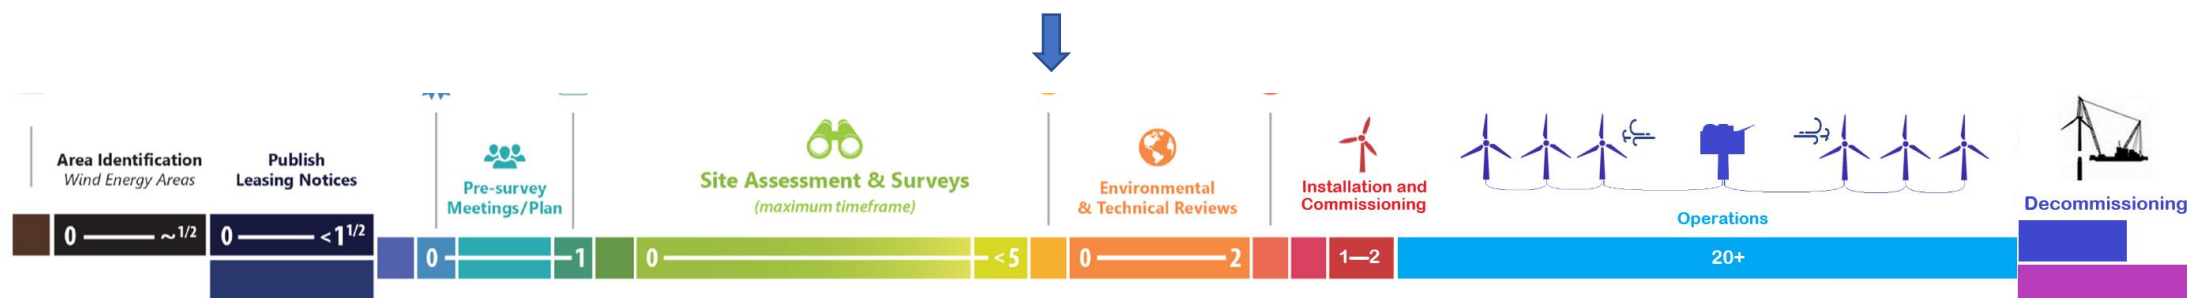 Area Identification
Wind Energy Areas
0 ~1/2
Publish
Leasing Notices
0 <1 1/2
Pre-survey
Meetings/Plan
0 1
Site Assessment & Surveys
(maximum timeframe)
0 <5
Environmental
& Technical Reviews
0 2
Installation and
Commissioning
1—2
Operations
20+
Decommissioning